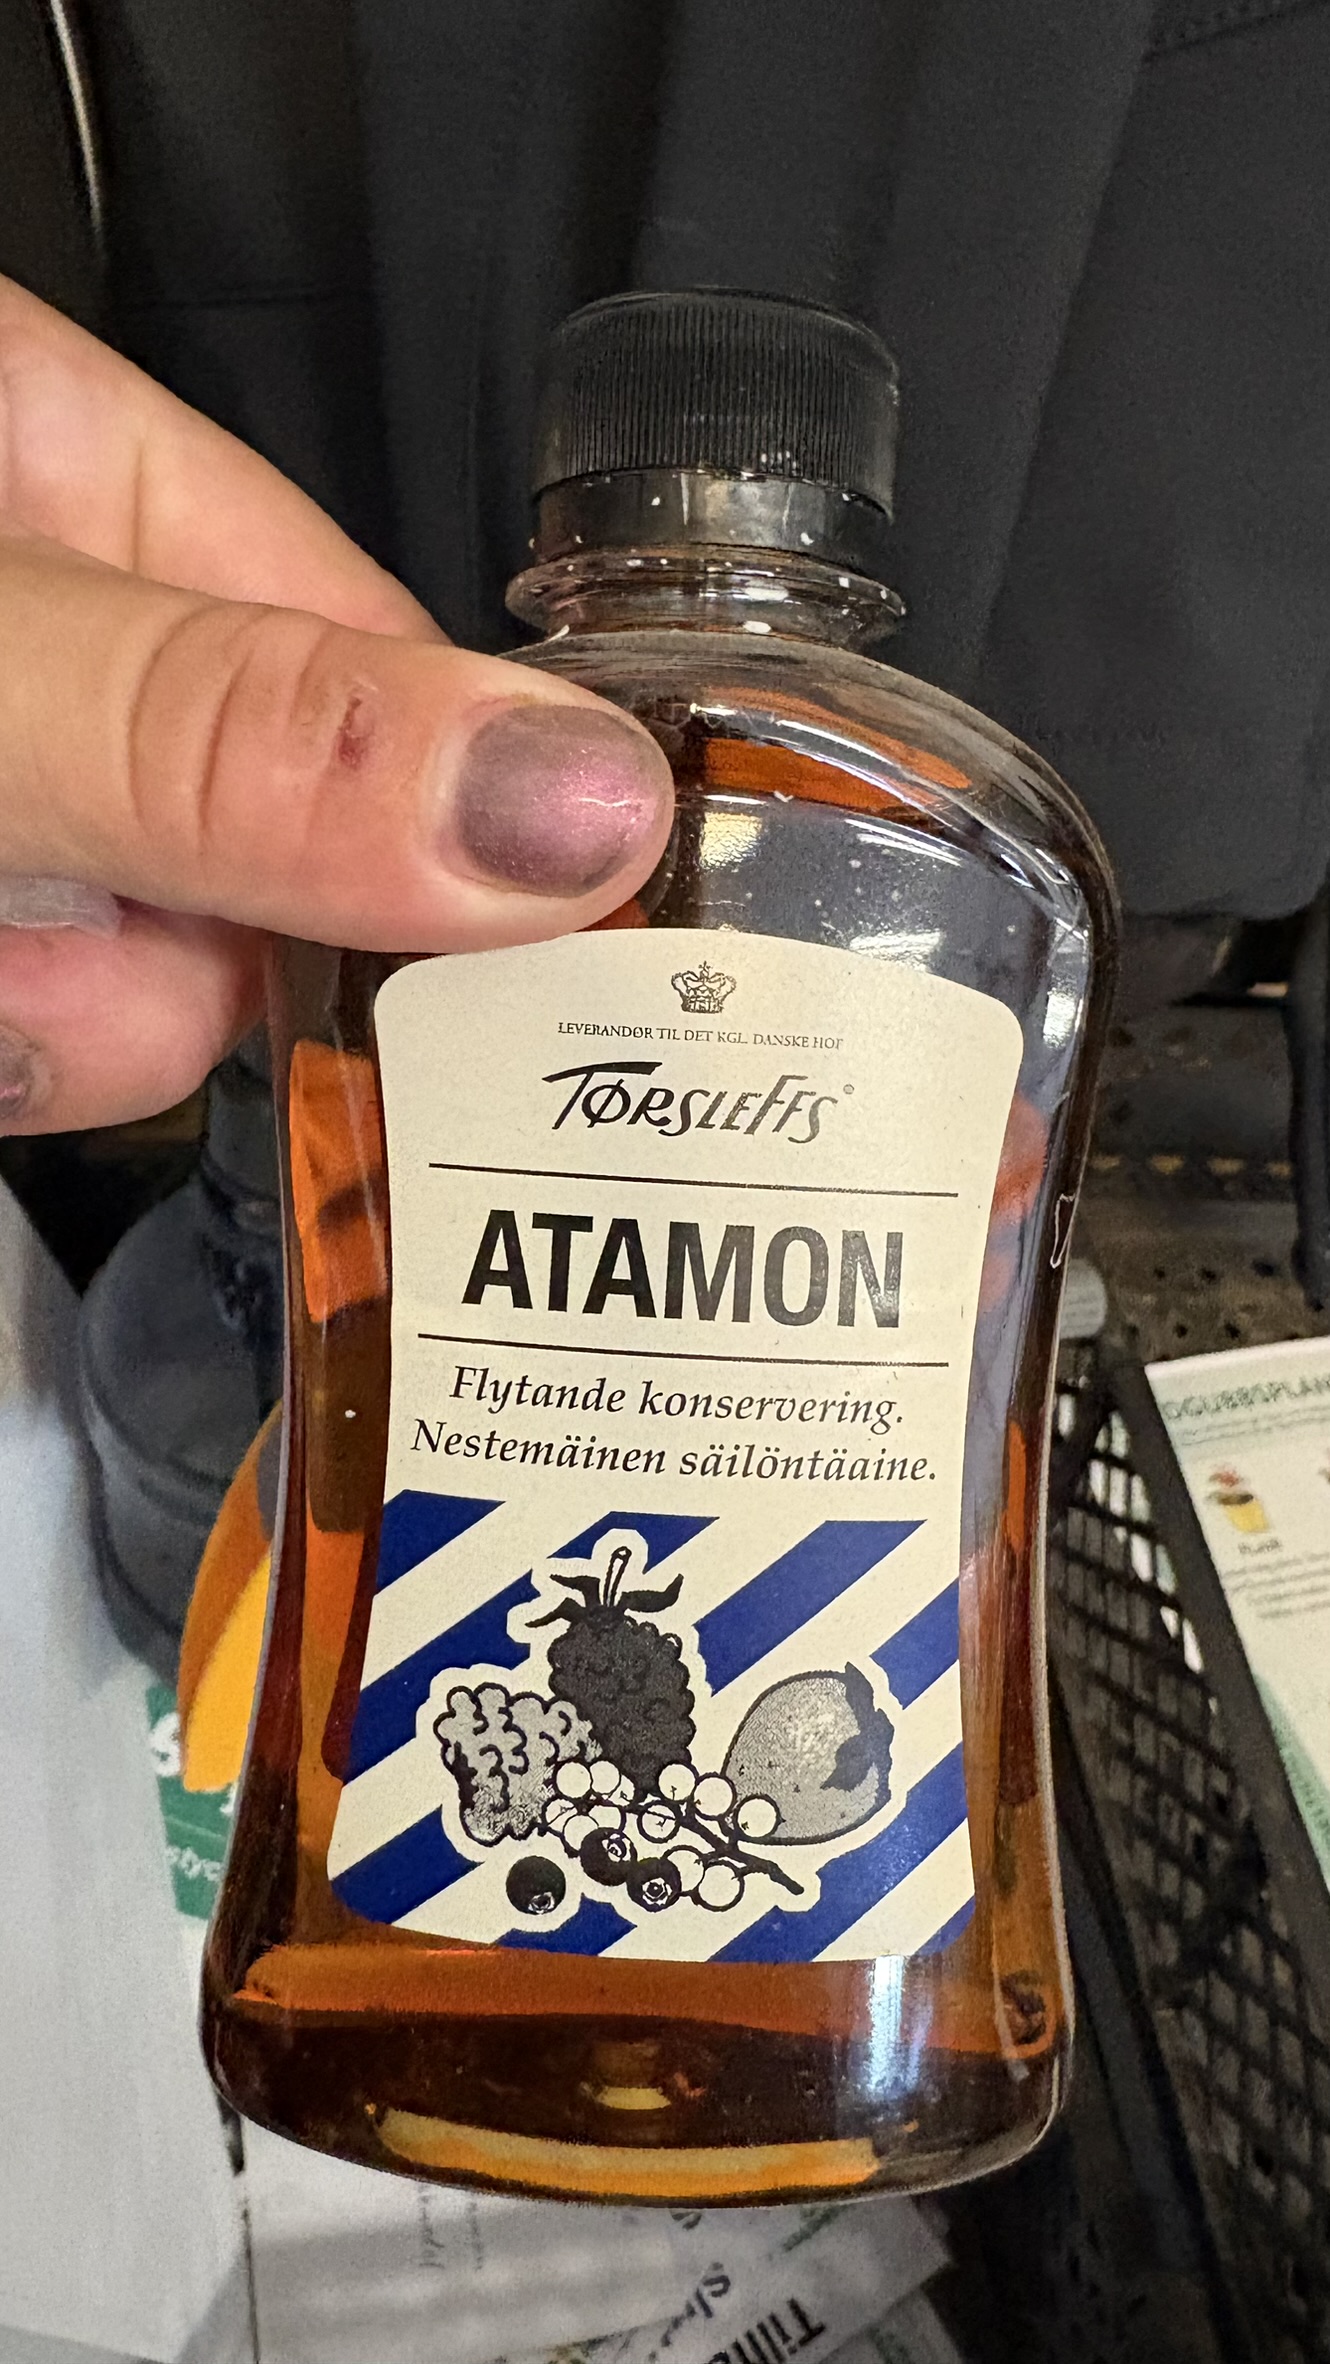 LEVERANDØR TIL DET KGL. DANSKE HOF
TØRSLEFFS®
ATAMON
Flytande konservering.
Nestemäinen säilöntäaine.